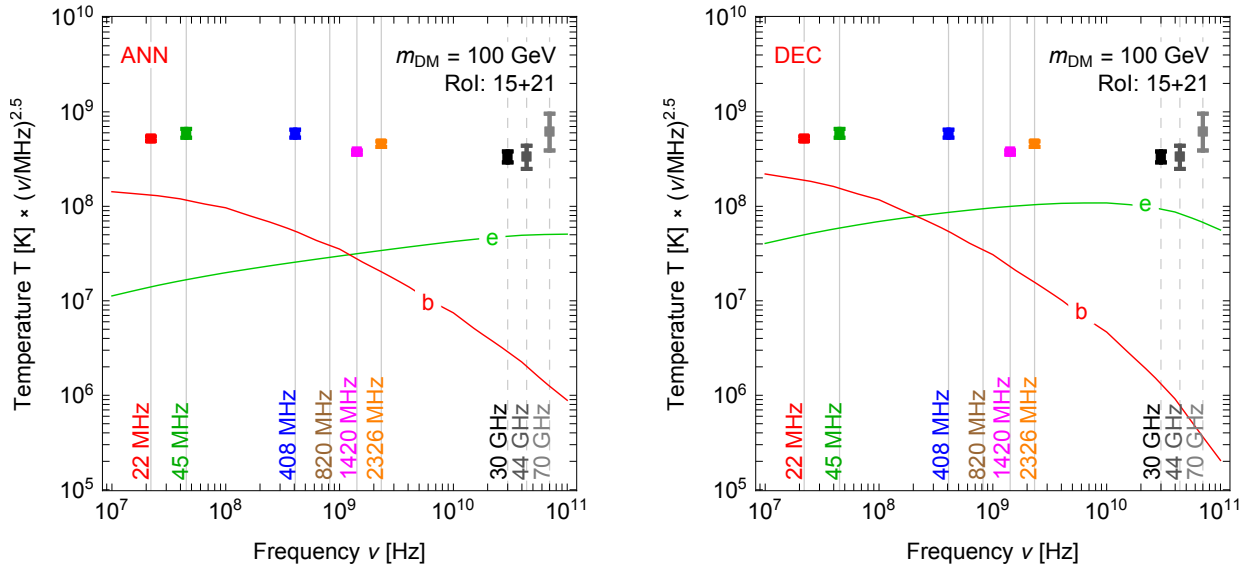 ANN
m_DM = 100 GeV
RoI: 15+21
e
b
22 MHz
45 MHz
408 MHz
820 MHz
1420 MHz
2326 MHz
30 GHz
44 GHz
70 GHz
10^10
10^9
10^8
10^7
10^6
10^5
Temperature T [K] × (ν/MHz)^2.5
10^7 10^8 10^9 10^10 10^11
Frequency ν [Hz]
DEC
m_DM = 100 GeV
RoI: 15+21
e
b
22 MHz
45 MHz
408 MHz
820 MHz
1420 MHz
2326 MHz
30 GHz
44 GHz
70 GHz
10^10
10^9
10^8
10^7
10^6
10^5
Temperature T [K] × (ν/MHz)^2.5
10^7 10^8 10^9 10^10 10^11
Frequency ν [Hz]